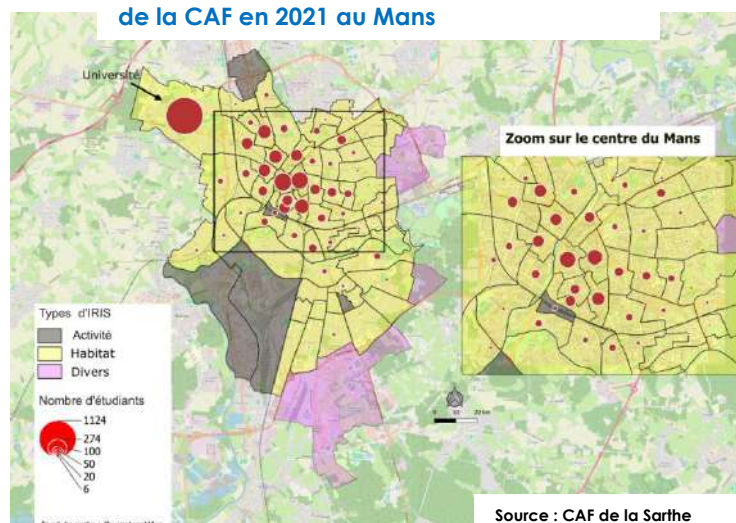 de la CAF en 2021 au Mans
Université
Zoom sur le centre du Mans
Types d'IRIS
Activité
Habitat
Divers
Nombre d'étudiants
1124
274
100
50
20
6
Source : CAF de la Sarthe